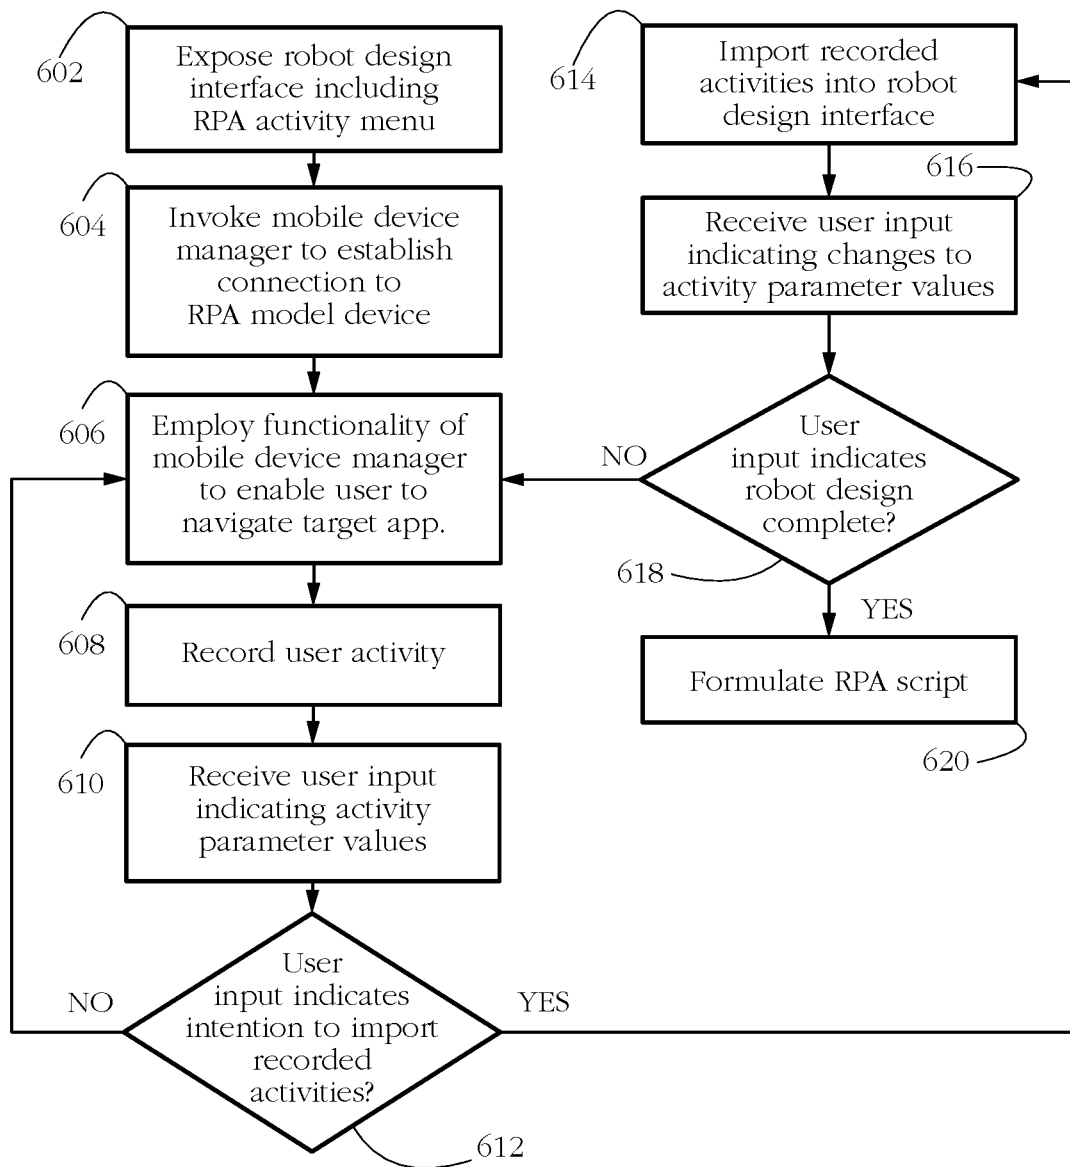 602
Expose robot design
interface including
RPA activity menu
604
Invoke mobile device
manager to establish
connection to
RPA model device
606
Employ functionality of
mobile device manager
to enable user to
navigate target app.
608
Record user activity
610
Receive user input
indicating activity
parameter values
User
input indicates
intention to import
recorded
activities?
NO
YES
612
614
Import recorded
activities into robot
design interface
616
Receive user input
indicating changes to
activity parameter values
User
input indicates
robot design
complete?
NO
618
YES
Formulate RPA script
620